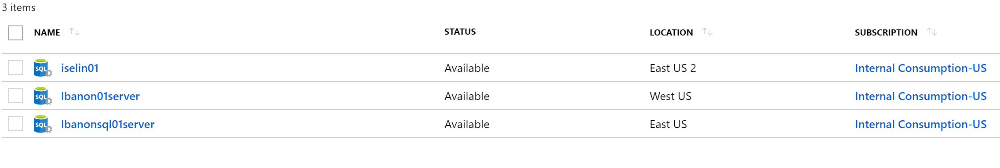 3 items
NAME STATUS LOCATION SUBSCRIPTION
SQL iselin01 Available East US 2 Internal Consumption-US
SQL lbanon01server Available West US Internal Consumption-US
SQL lbanonsql01server Available East US Internal Consumption-US